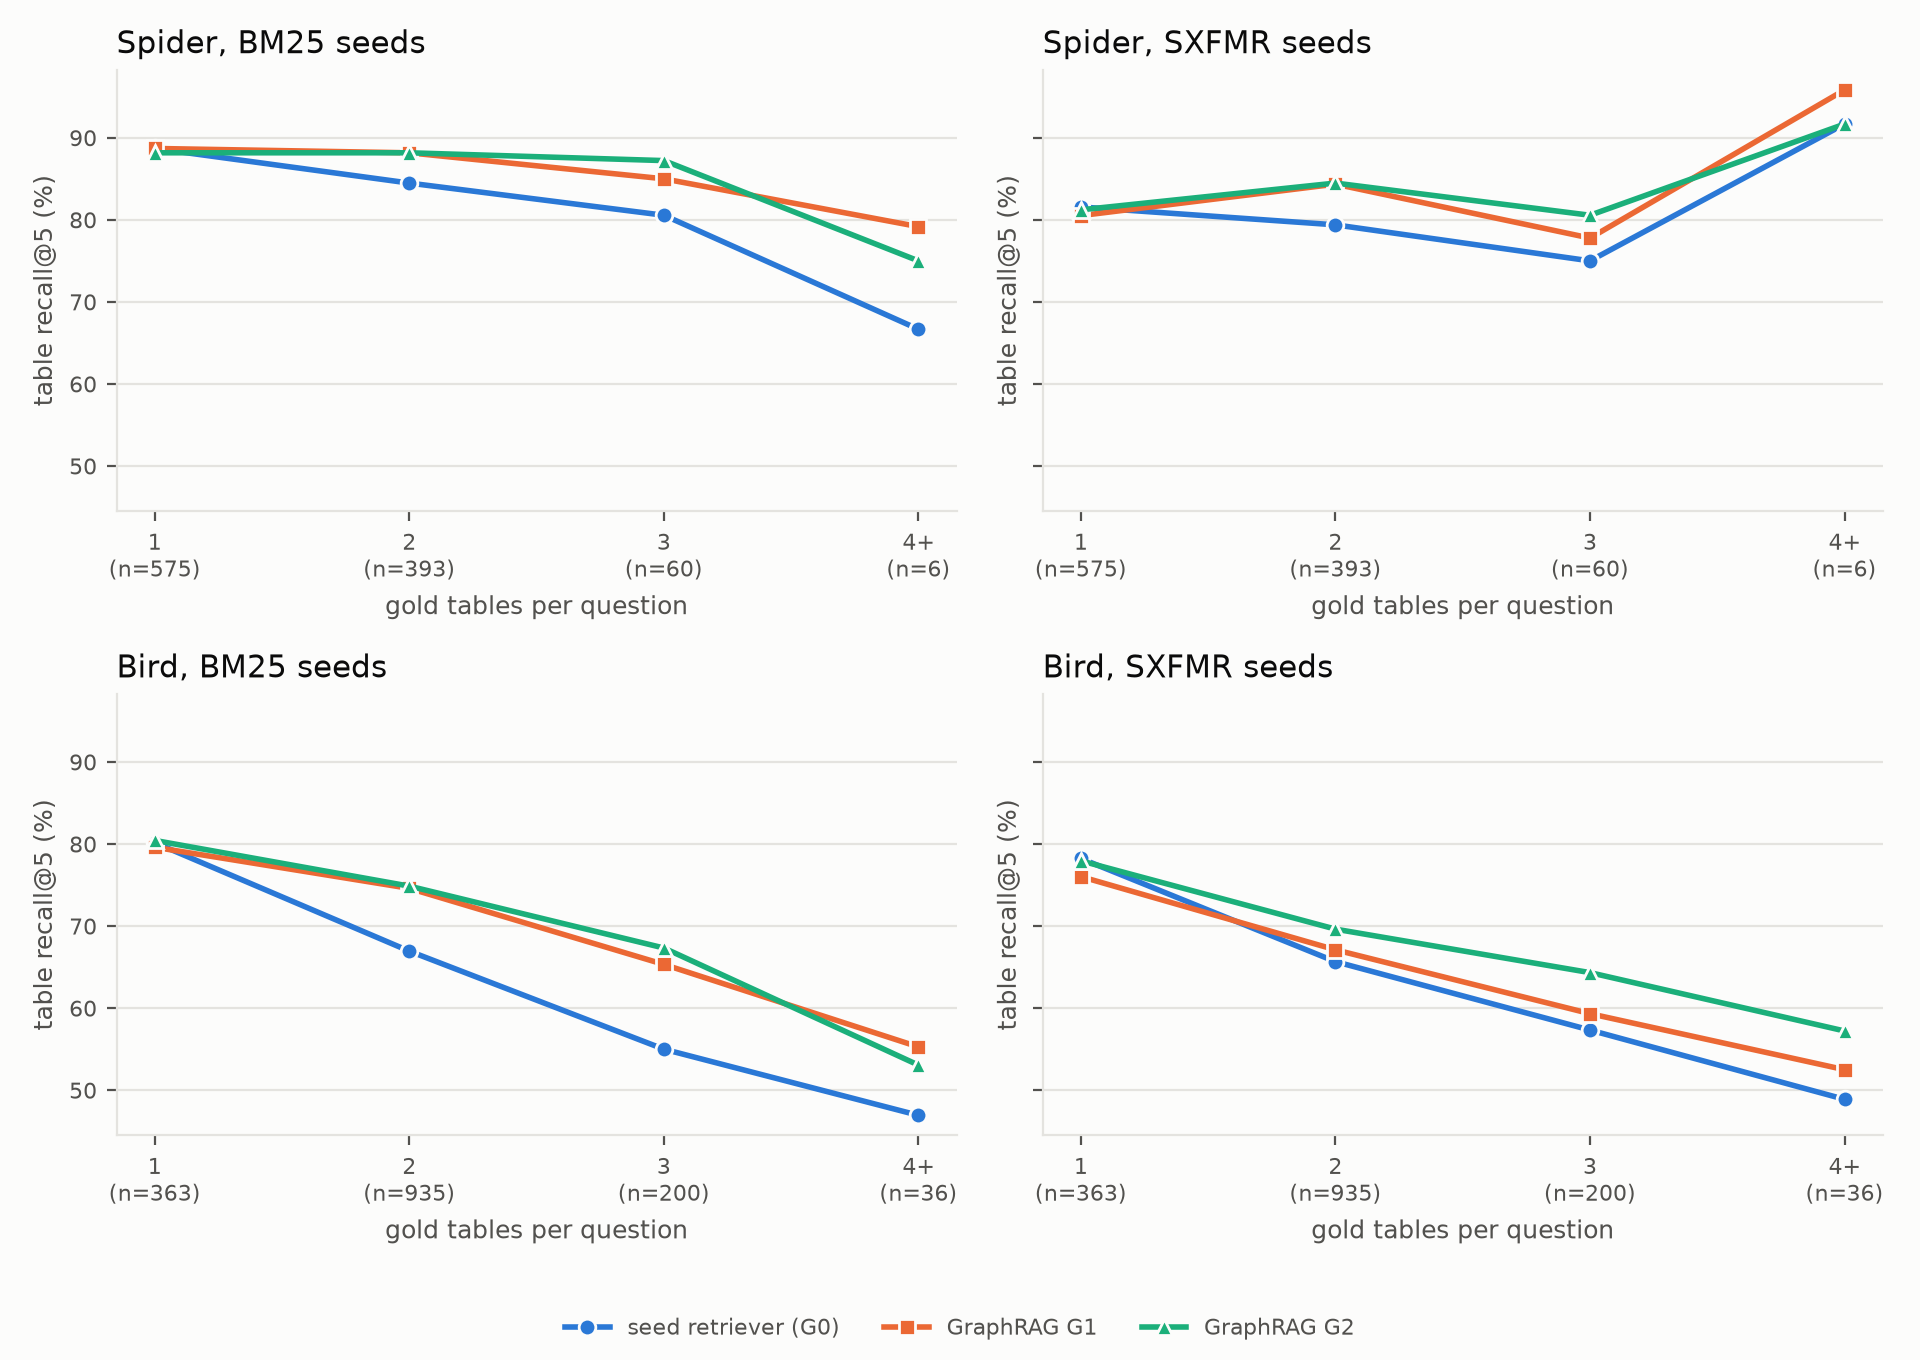 Spider, BM25 seeds
table recall@5 (%)
90
80
70
60
50
1 2 3 4+
(n=575) (n=393) (n=60) (n=6)
gold tables per question
Spider, SXFMR seeds
table recall@5 (%)
1 2 3 4+
(n=575) (n=393) (n=60) (n=6)
gold tables per question
Bird, BM25 seeds
table recall@5 (%)
90
80
70
60
50
1 2 3 4+
(n=363) (n=935) (n=200) (n=36)
gold tables per question
Bird, SXFMR seeds
table recall@5 (%)
1 2 3 4+
(n=363) (n=935) (n=200) (n=36)
gold tables per question
seed retriever (G0) GraphRAG G1 GraphRAG G2